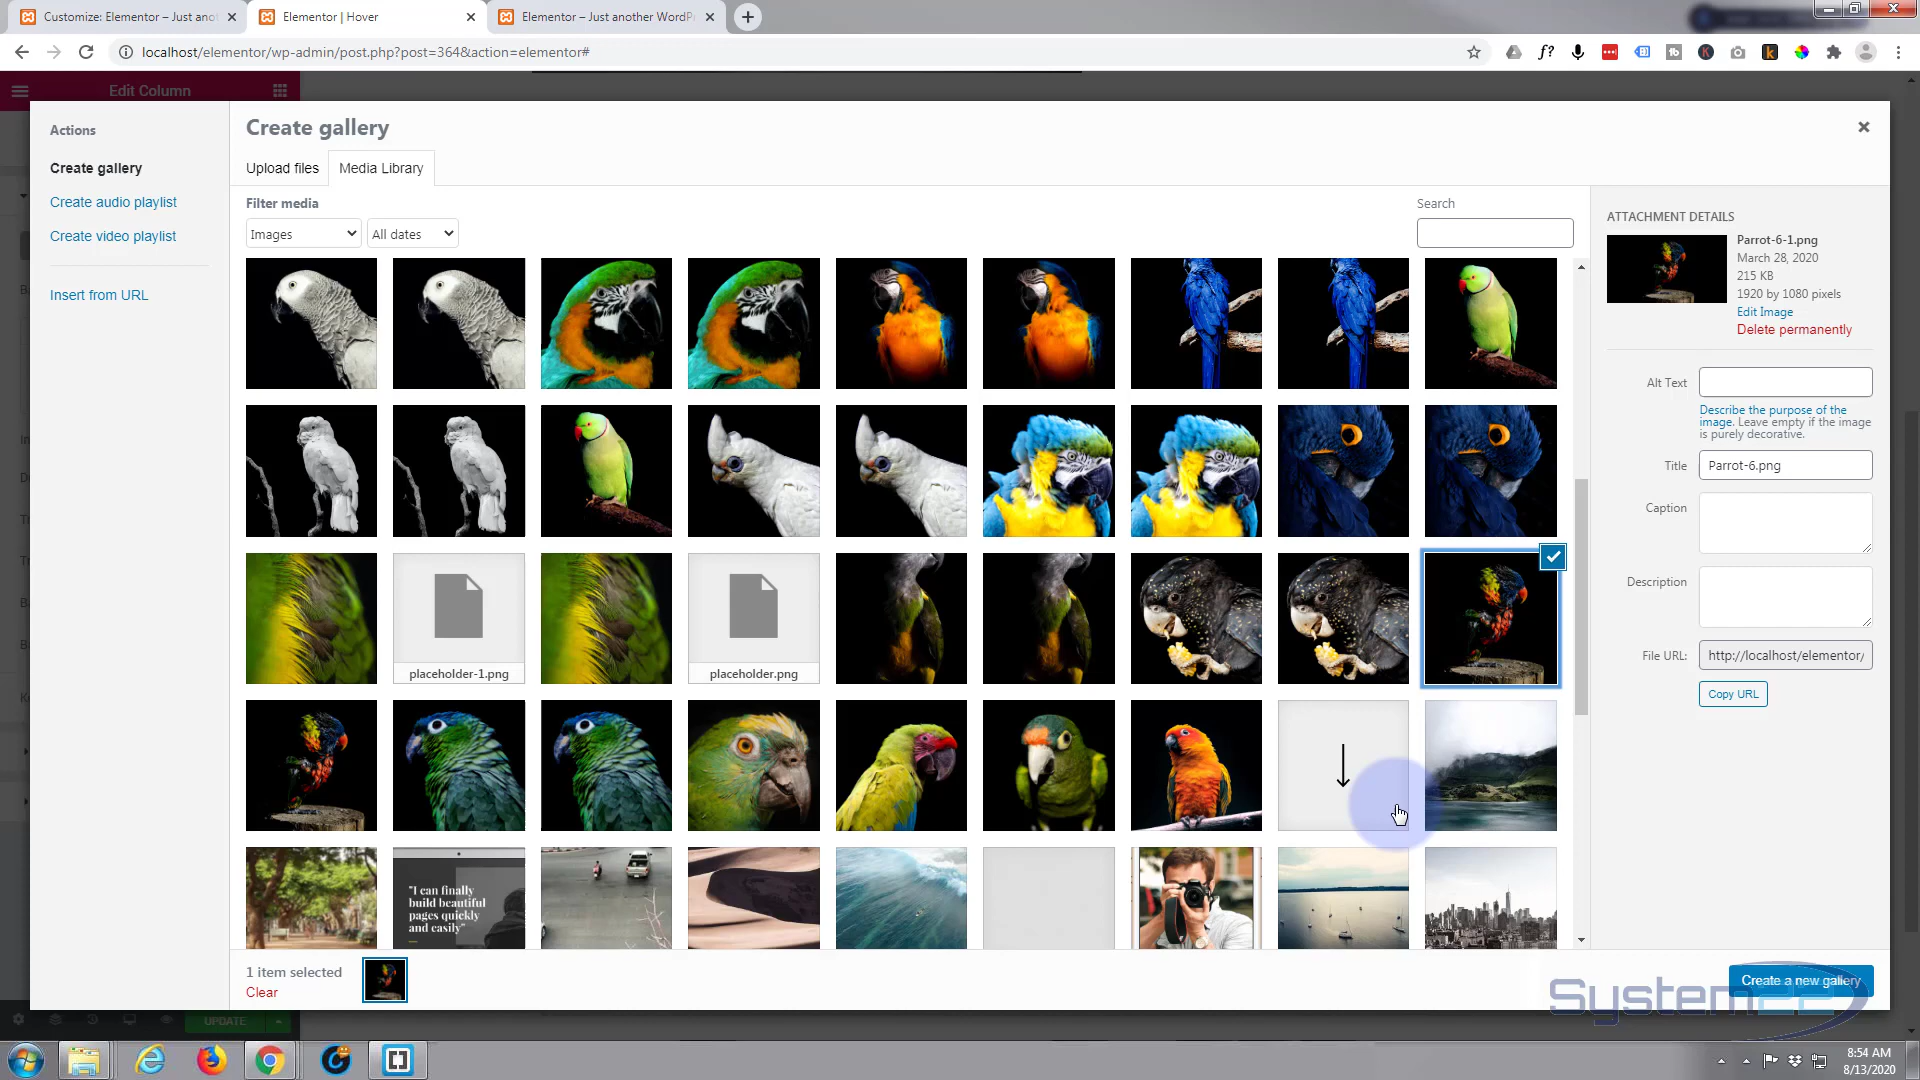 Customize: Elementor – Just anot
Elementor | Hover
Elementor – Just another WordPr
localhost/elementor/wp-admin/post.php?post=364&action=elementor#
Edit Column
Actions
Create gallery
Create audio playlist
Create video playlist
Insert from URL
Create gallery
Upload files
Media Library
Filter media
Images
All dates
Search
placeholder-1.png
placeholder.png
"I can finally
build beautiful
pages quickly
and easily"
ATTACHMENT DETAILS
Parrot-6-1.png
March 28, 2020
215 KB
1920 by 1080 pixels
Edit Image
Delete permanently
Alt Text
Describe the purpose of the
image. Leave empty if the image
is purely decorative.
Title
Parrot-6.png
Caption
Description
File URL:
http://localhost/elementor/
Copy URL
1 item selected
Clear
Create a new gallery
System22
UPDATE
8:54 AM
8/13/2020